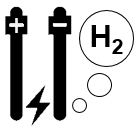 + -
H₂